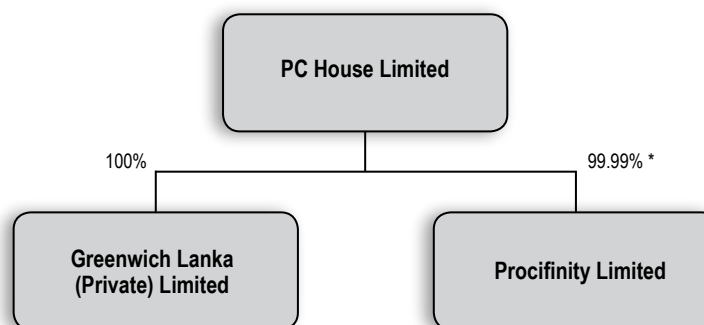 PC House Limited
100%
99.99% *
Greenwich Lanka
(Private) Limited
Procifinity Limited